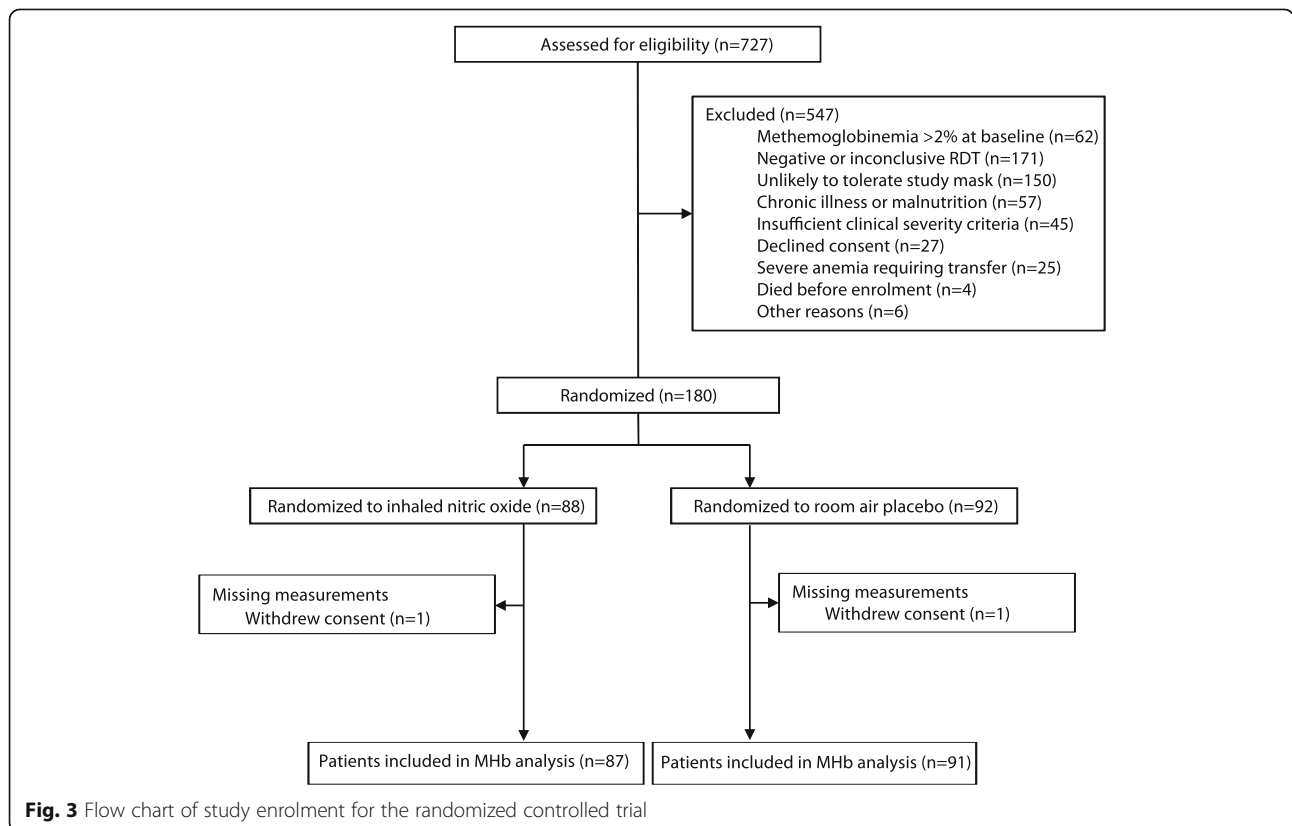 Assessed for eligibility (n=727)
Excluded (n=547)
Methemoglobinemia >2% at baseline (n=62)
Negative or inconclusive RDT (n=171)
Unlikely to tolerate study mask (n=150)
Chronic illness or malnutrition (n=57)
Insufficient clinical severity criteria (n=45)
Declined consent (n=27)
Severe anemia requiring transfer (n=25)
Died before enrolment (n=4)
Other reasons (n=6)
Randomized (n=180)
Randomized to inhaled nitric oxide (n=88)
Randomized to room air placebo (n=92)
Missing measurements
Withdrew consent (n=1)
Missing measurements
Withdrew consent (n=1)
Patients included in MHb analysis (n=87)
Patients included in MHb analysis (n=91)
Fig. 3 Flow chart of study enrolment for the randomized controlled trial